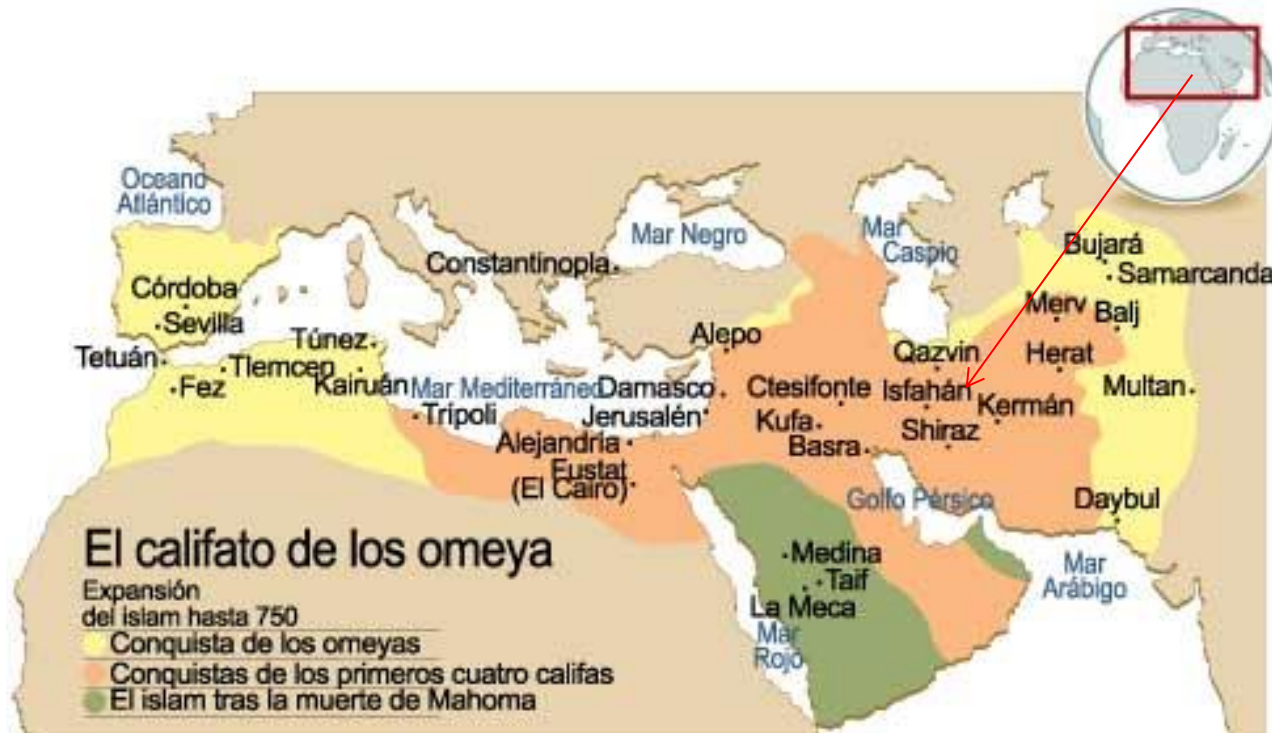 Oceano
Atlántico
Mar Negro
Mar
Caspio
Bujará
Samarcanda
Constantinopla
Córdoba
Sevilla
Merv
Balj
Túnez
Alepo
Qazvin
Herat
Tetuán
Tlemcen
Fez
Kairuán
Mar Mediterráneo
Damasco
Ctesifonte
Isfahán
Multan
Trípoli
Jerusalén
Kufa
Kermán
Alejandría
Basra
Shiraz
Fustat
(El Cairo)
Golfo Pérsico
Daybul
El califato de los omeya
Medina
Taif
Mar
Arábigo
La Meca
Mar
Rojo
Expansión
del islam hasta 750
Conquista de los omeyas
Conquistas de los primeros cuatro califas
El islam tras la muerte de Mahoma